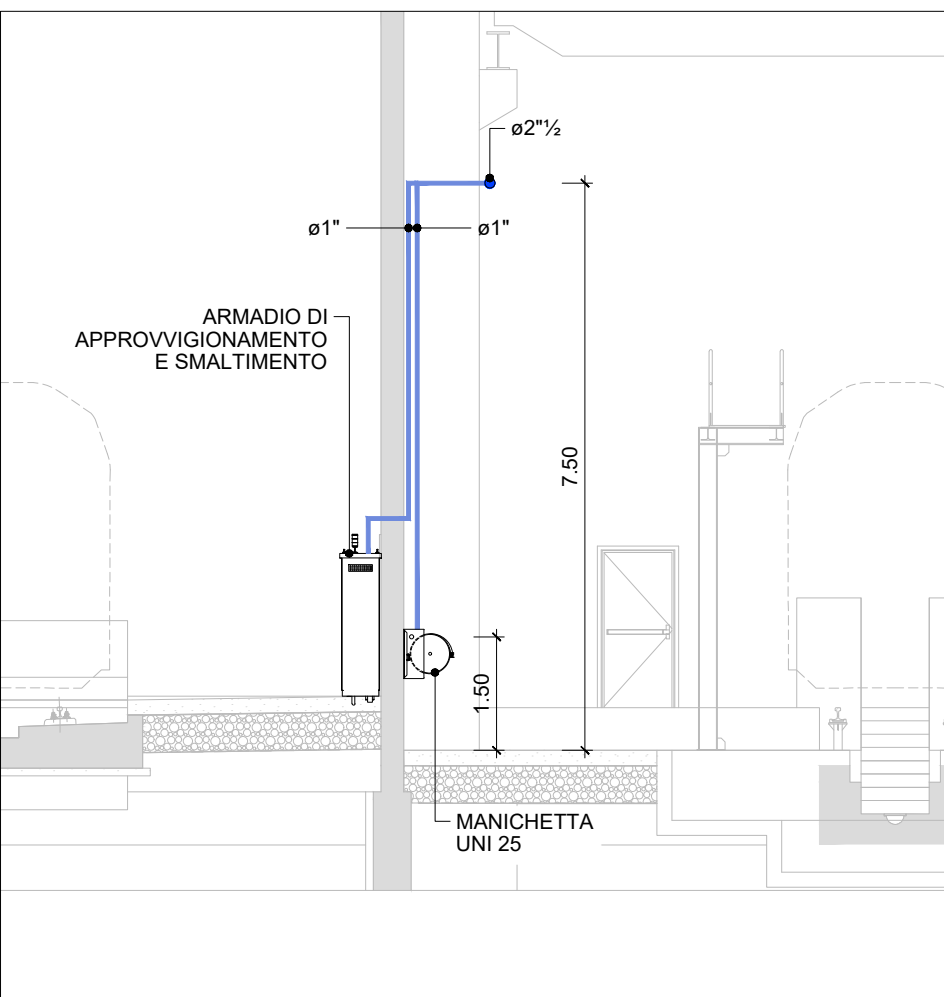 ø2"½
ø1"
ø1"
ARMADIO DI
APPROVVIGIONAMENTO
E SMALTIMENTO
7.50
1.50
MANICHETTA
UNI 25